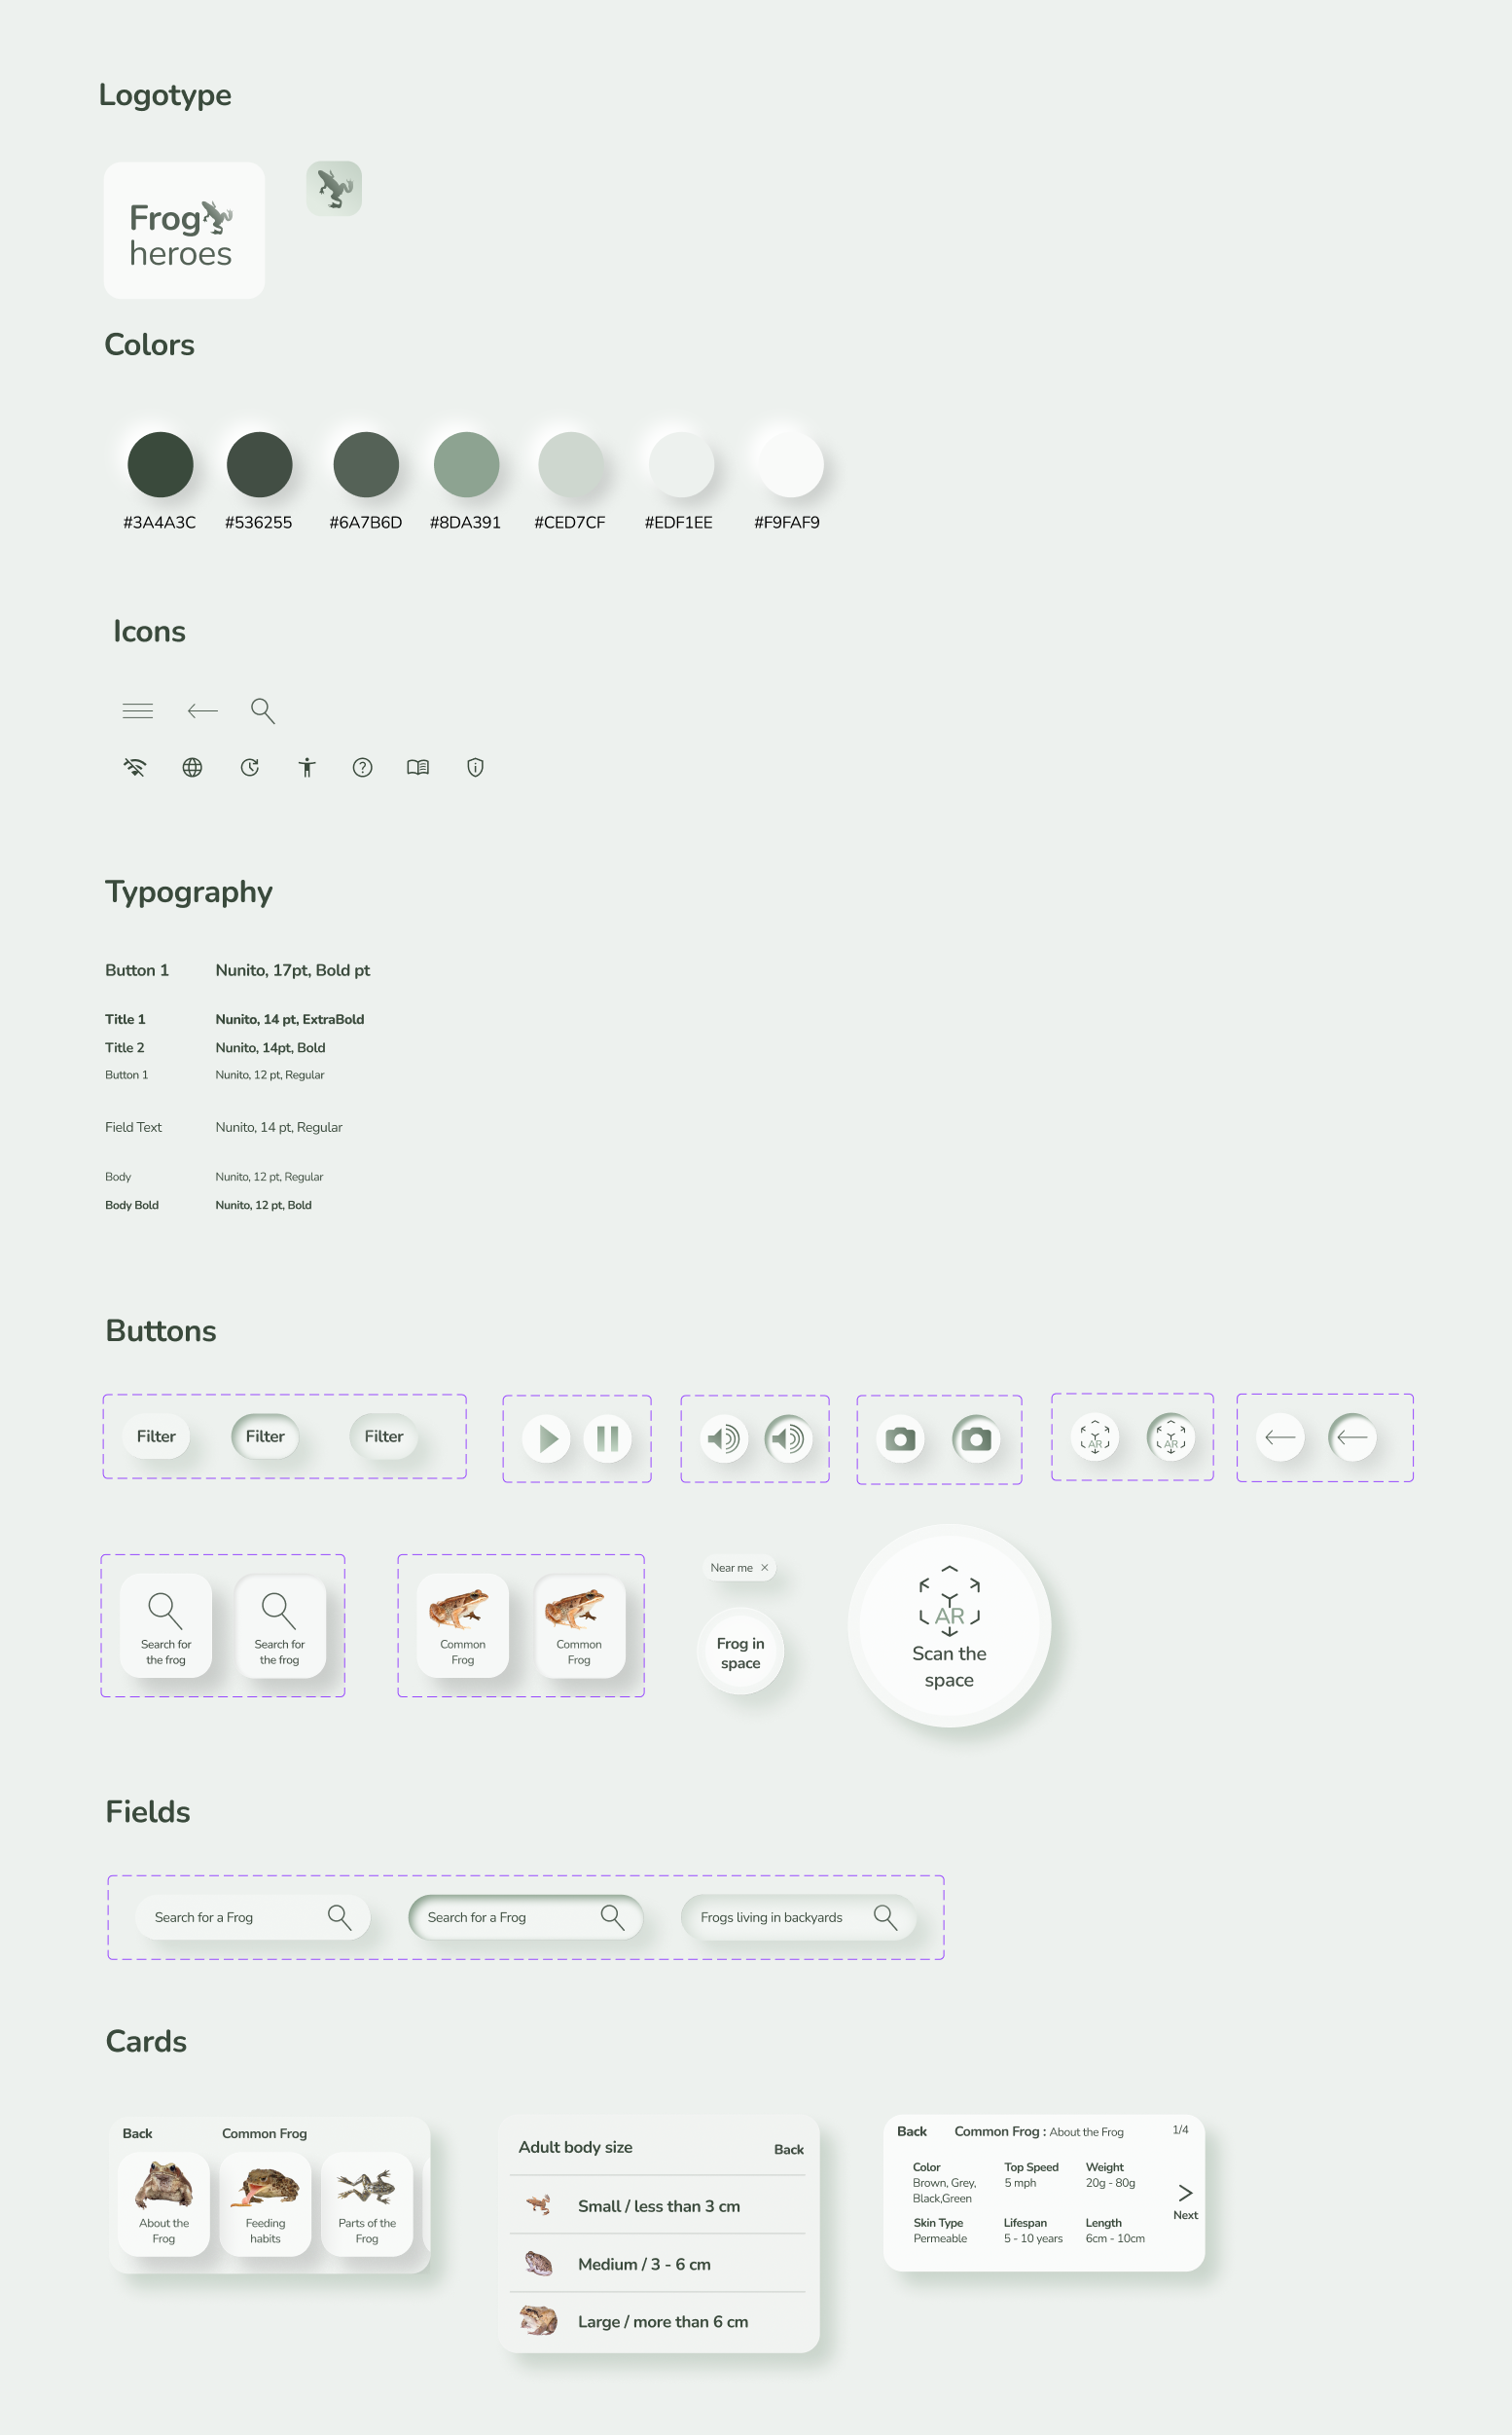 Logotype
Frog
heroes
Colors
#3A4A3C
#536255
#6A7B6D
#8DA391
#CED7CF
#EDF1EE
#F9FAF9
Icons
Typography
Button 1
Nunito, 17pt, Bold pt
Title 1
Nunito, 14 pt, ExtraBold
Title 2
Nunito, 14pt, Bold
Button 1
Nunito, 12 pt, Regular
Field Text
Nunito, 14 pt, Regular
Body
Nunito, 12 pt, Regular
Body Bold
Nunito, 12 pt, Bold
Buttons
Filter
Filter
Filter
AR
AR
Search for
the frog
Search for
the frog
Common
Frog
Common
Frog
Near me ×
Frog in
space
AR
Scan the
space
Fields
Search for a Frog
Search for a Frog
Frogs living in backyards
Cards
Back
Common Frog
About the
Frog
Feeding
habits
Parts of the
Frog
Adult body size
Back
Small / less than 3 cm
Medium / 3 - 6 cm
Large / more than 6 cm
Back
Common Frog : About the Frog
1/4
Color
Brown, Grey,
Black,Green
Top Speed
5 mph
Weight
20g - 80g
Skin Type
Permeable
Lifespan
5 - 10 years
Length
6cm - 10cm
Next